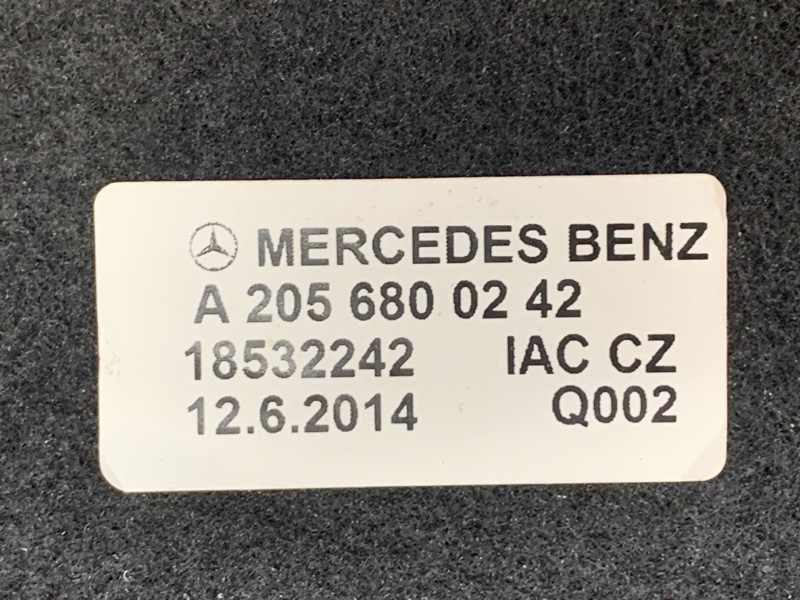 MERCEDES BENZ
A 205 680 02 42
18532242 IAC CZ
12.6.2014 Q002